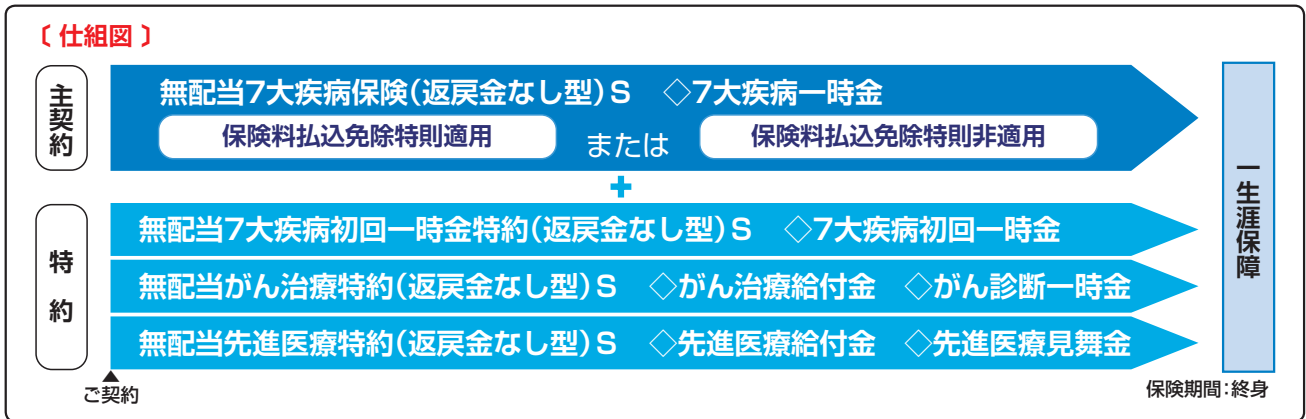 〔 仕組図 〕
主契約
無配当7大疾病保険(返戻金なし型)S ◇7大疾病一時金
保険料払込免除特則適用 または 保険料払込免除特則非適用
+
特約
無配当7大疾病初回一時金特約(返戻金なし型)S ◇7大疾病初回一時金
無配当がん治療特約(返戻金なし型)S ◇がん治療給付金 ◇がん診断一時金
無配当先進医療特約(返戻金なし型)S ◇先進医療給付金 ◇先進医療見舞金
一生涯保障
▲
ご契約
保険期間:終身